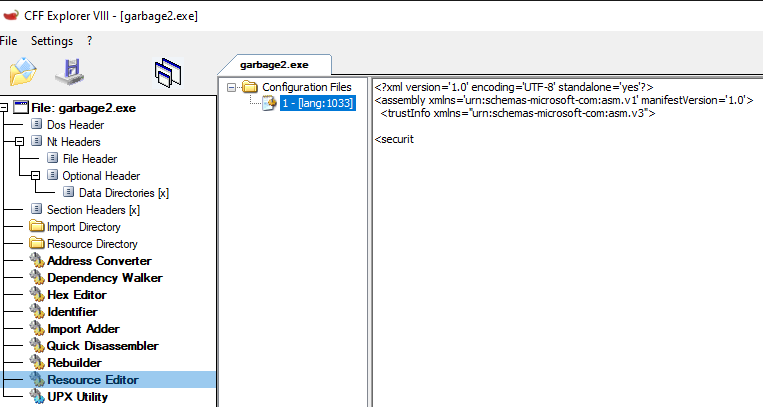 CFF Explorer VIII - [garbage2.exe]
File Settings ?
garbage2.exe
File: garbage2.exe
Dos Header
Nt Headers
File Header
Optional Header
Data Directories [x]
Section Headers [x]
Import Directory
Resource Directory
Address Converter
Dependency Walker
Hex Editor
Identifier
Import Adder
Quick Disassembler
Rebuilder
Resource Editor
UPX Utility
Configuration Files
1 - [lang:1033]
<?xml version='1.0' encoding='UTF-8' standalone='yes'?>
<assembly xmlns='urn:schemas-microsoft-com:asm.v1' manifestVersion='1.0'>
<trustInfo xmlns="urn:schemas-microsoft-com:asm.v3">
<securit